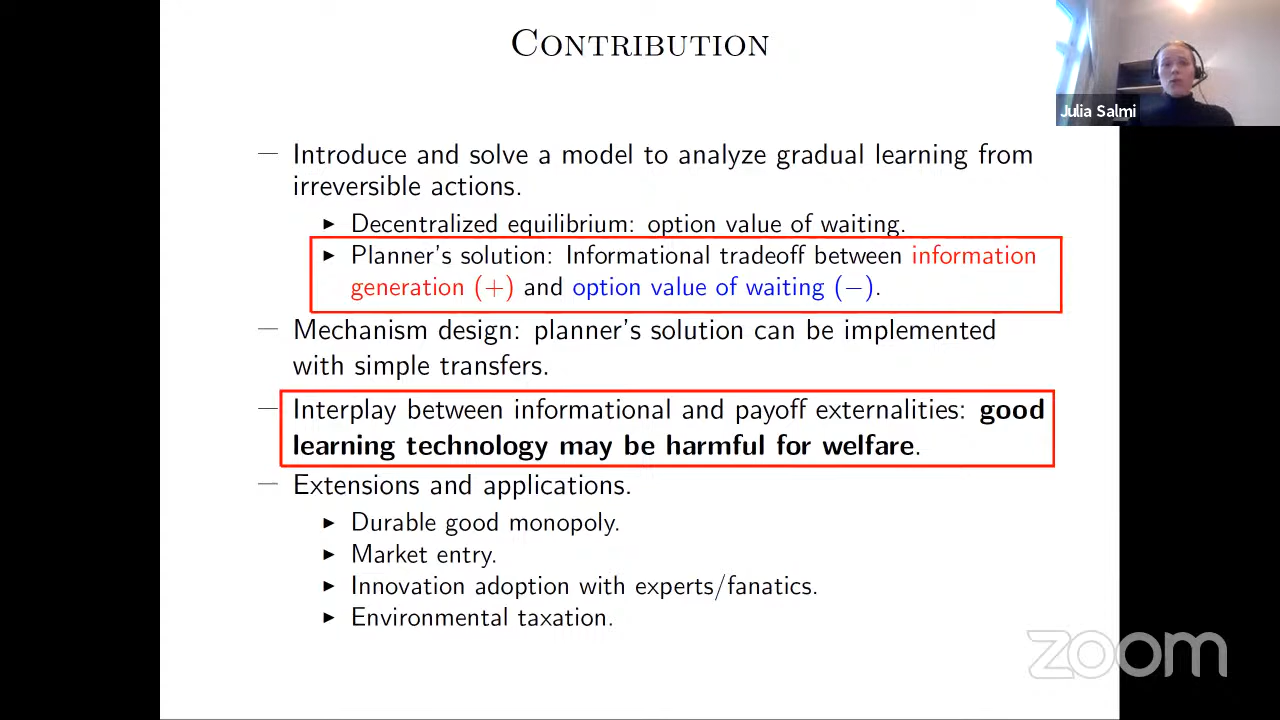 CONTRIBUTION
Julia Salmi
— Introduce and solve a model to analyze gradual learning from
irreversible actions.
▶ Decentralized equilibrium: option value of waiting.
▶ Planner's solution: Informational tradeoff between information
generation (+) and option value of waiting (−).
— Mechanism design: planner's solution can be implemented
with simple transfers.
— Interplay between informational and payoff externalities: good
learning technology may be harmful for welfare.
— Extensions and applications.
▶ Durable good monopoly.
▶ Market entry.
▶ Innovation adoption with experts/fanatics.
▶ Environmental taxation.
zoom